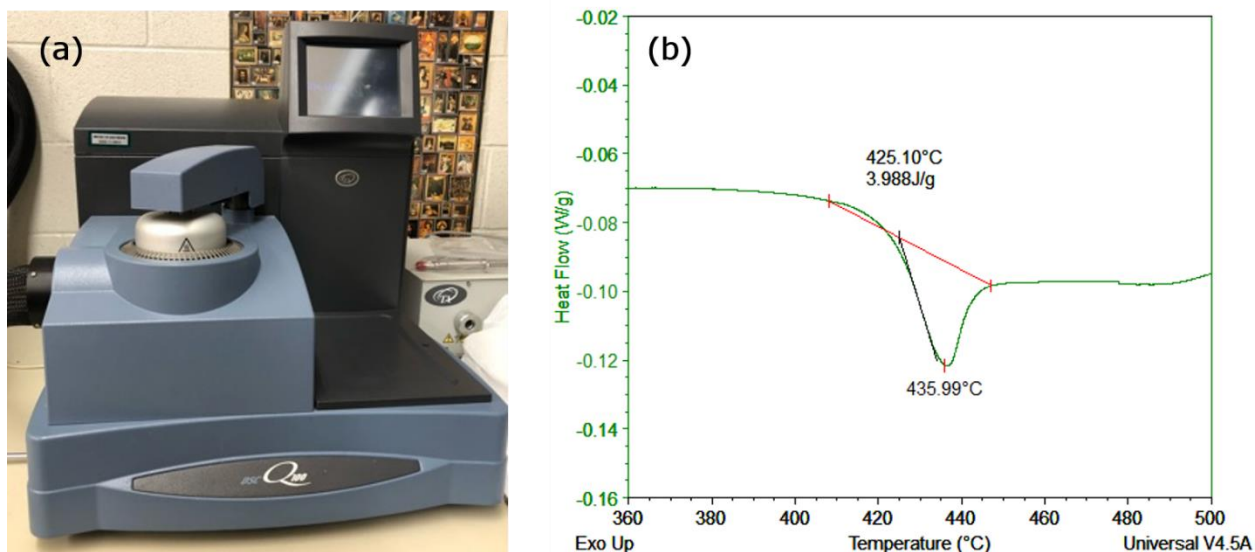 (a)
DSC Q100
(b)
-0.02
-0.04
-0.06
-0.08
-0.10
-0.12
-0.14
-0.16
Heat Flow (W/g)
425.10°C
3.988J/g
435.99°C
360
380
400
420
440
460
480
500
Exo Up
Temperature (°C)
Universal V4.5A